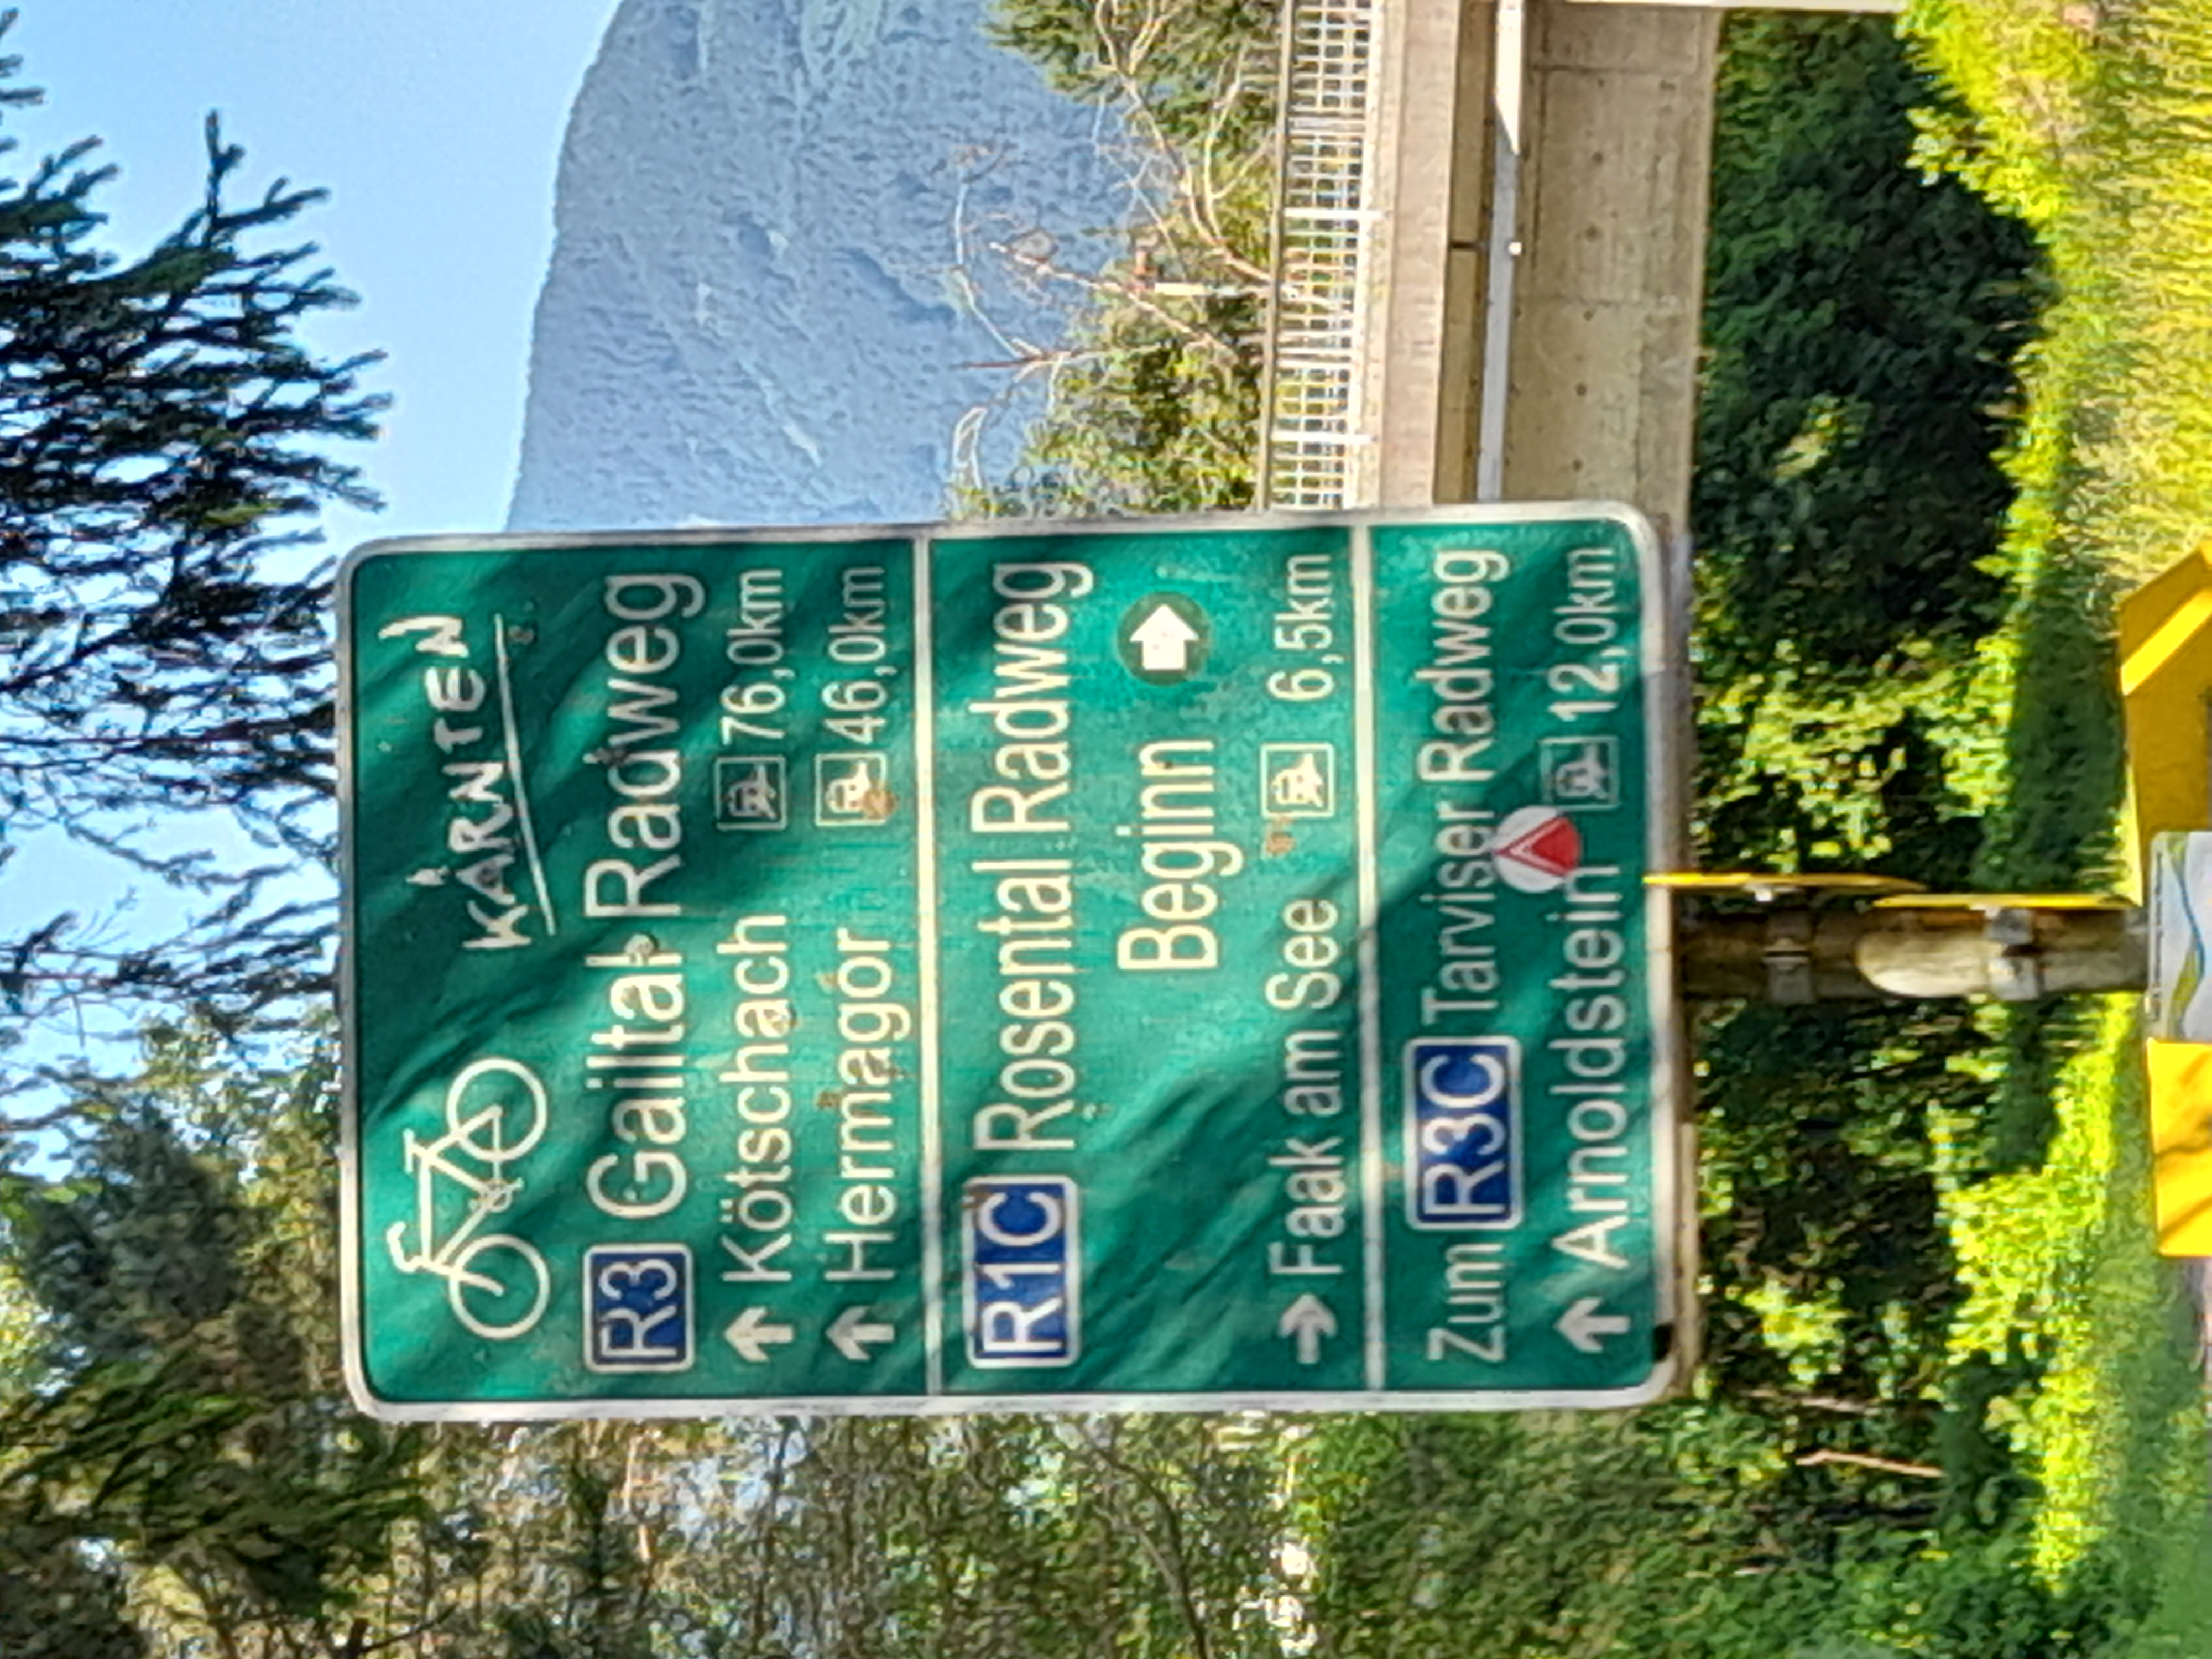 KÄRNTEN
R3 Gailtal-Radweg
Kötschach 76,0km
Hermagor 46,0km
R1C Rosental Radweg
Beginn
Faak am See 6,5km
Zum R3C Tarviser Radweg
Arnoldstein 12,0km